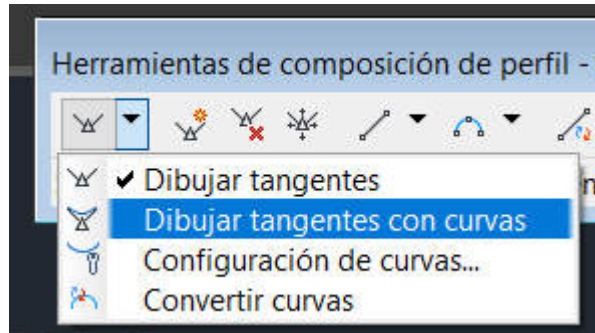 Herramientas de composición de perfil -
Dibujar tangentes
Dibujar tangentes con curvas
Configuración de curvas...
Convertir curvas